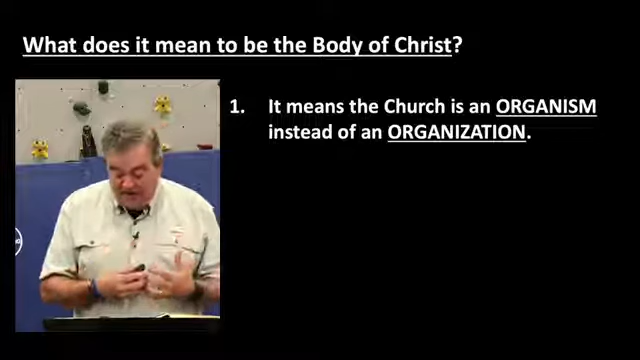 What does it mean to be the Body of Christ?
1. It means the Church is an ORGANISM
instead of an ORGANIZATION.